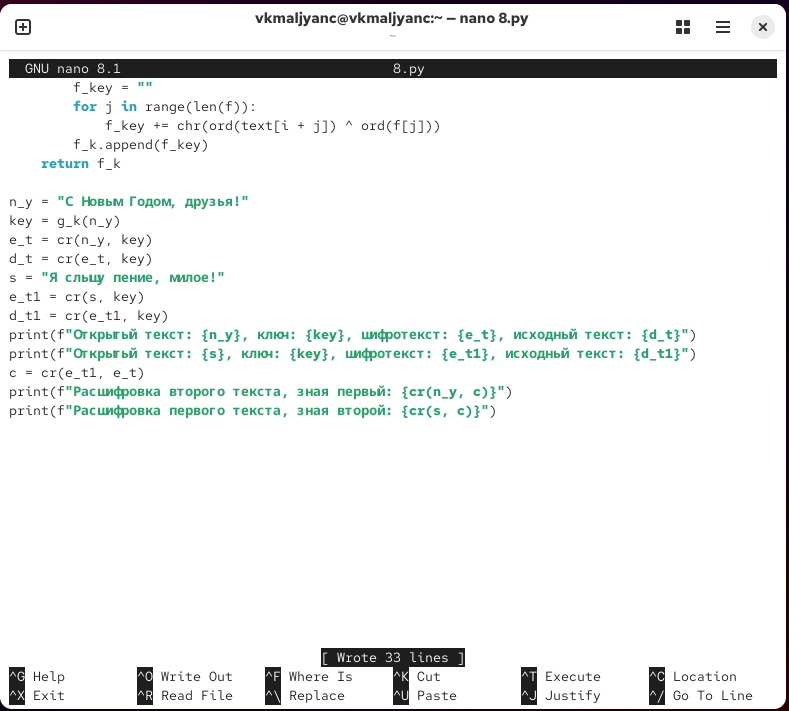 vkmaljyanc@vkmaljyanc:~ — nano 8.py
~
GNU nano 8.1 8.py
        f_key = ""
        for j in range(len(f)):
            f_key += chr(ord(text[i + j]) ^ ord(f[j]))
        f_k.append(f_key)
    return f_k
n_y = "С Новым Годом, друзья!"
key = g_k(n_y)
e_t = cr(n_y, key)
d_t = cr(e_t, key)
s = "Я слышу пение, милое!"
e_t1 = cr(s, key)
d_t1 = cr(e_t1, key)
print(f"Открытый текст: {n_y}, ключ: {key}, шифротекст: {e_t}, исходный текст: {d_t}")
print(f"Открытый текст: {s}, ключ: {key}, шифротекст: {e_t1}, исходный текст: {d_t1}")
c = cr(e_t1, e_t)
print(f"Расшифровка второго текста, зная первый: {cr(n_y, c)}")
print(f"Расшифровка первого текста, зная второй: {cr(s, c)}")
[ Wrote 33 lines ]
^G Help ^O Write Out ^F Where Is ^K Cut ^T Execute ^C Location
^X Exit ^R Read File ^\ Replace ^U Paste ^J Justify ^/ Go To Line